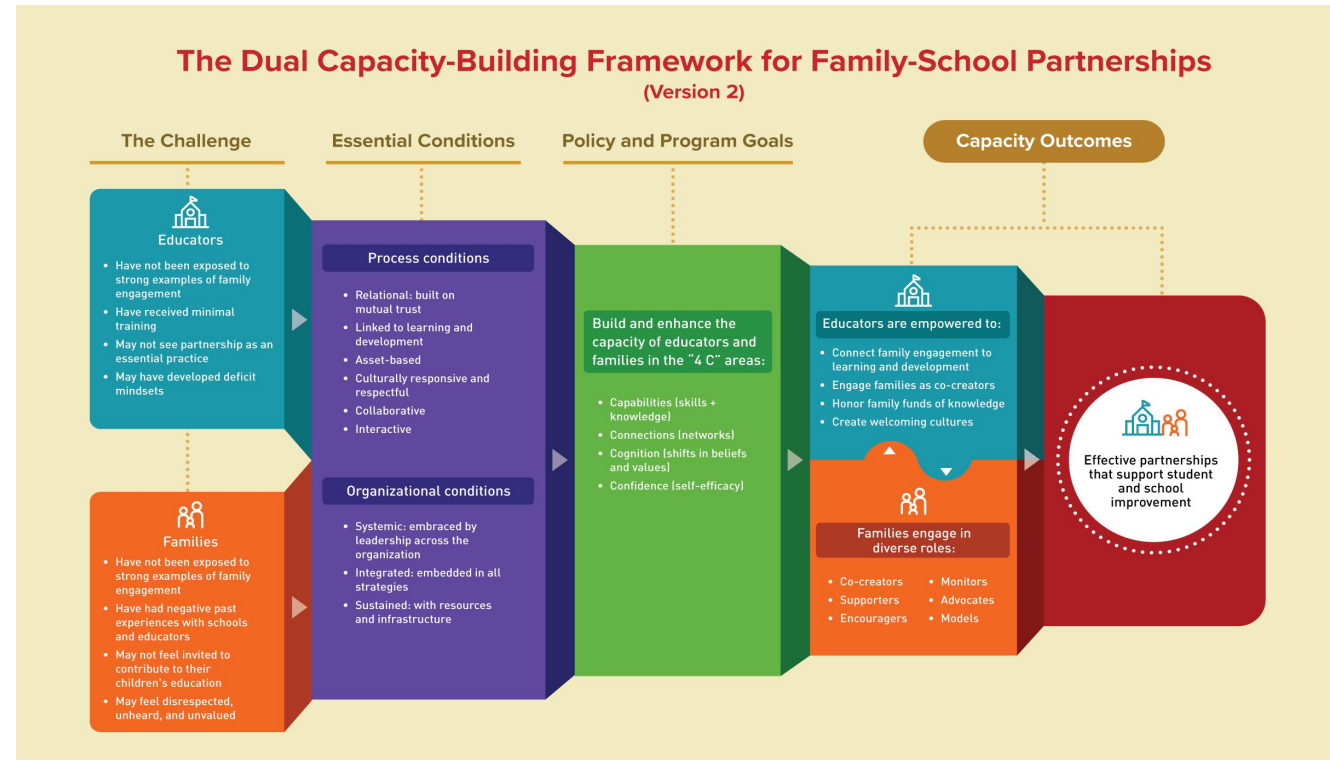 The Dual Capacity-Building Framework for Family-School Partnerships
(Version 2)
The Challenge
Essential Conditions
Policy and Program Goals
Capacity Outcomes
Educators
• Have not been exposed to
strong examples of family
engagement
• Have received minimal
training
• May not see partnership as an
essential practice
• May have developed deficit
mindsets
Families
• Have not been exposed to
strong examples of family
engagement
• Have had negative past
experiences with schools
and educators
• May not feel invited to
contribute to their
children's education
• May feel disrespected,
unheard, and unvalued
Process conditions
• Relational: built on
mutual trust
• Linked to learning and
development
• Asset-based
• Culturally responsive and
respectful
• Collaborative
• Interactive
Organizational conditions
• Systemic: embraced by
leadership across the
organization
• Integrated: embedded in all
strategies
• Sustained: with resources
and infrastructure
Build and enhance the
capacity of educators and
families in the "4 C" areas:
• Capabilities (skills +
knowledge)
• Connections (networks)
• Cognition (shifts in beliefs
and values)
• Confidence (self-efficacy)
Educators are empowered to:
• Connect family engagement to
learning and development
• Engage families as co-creators
• Honor family funds of knowledge
• Create welcoming cultures
Families engage in
diverse roles:
• Co-creators
• Supporters
• Encouragers
• Monitors
• Advocates
• Models
Effective partnerships
that support student
and school
improvement